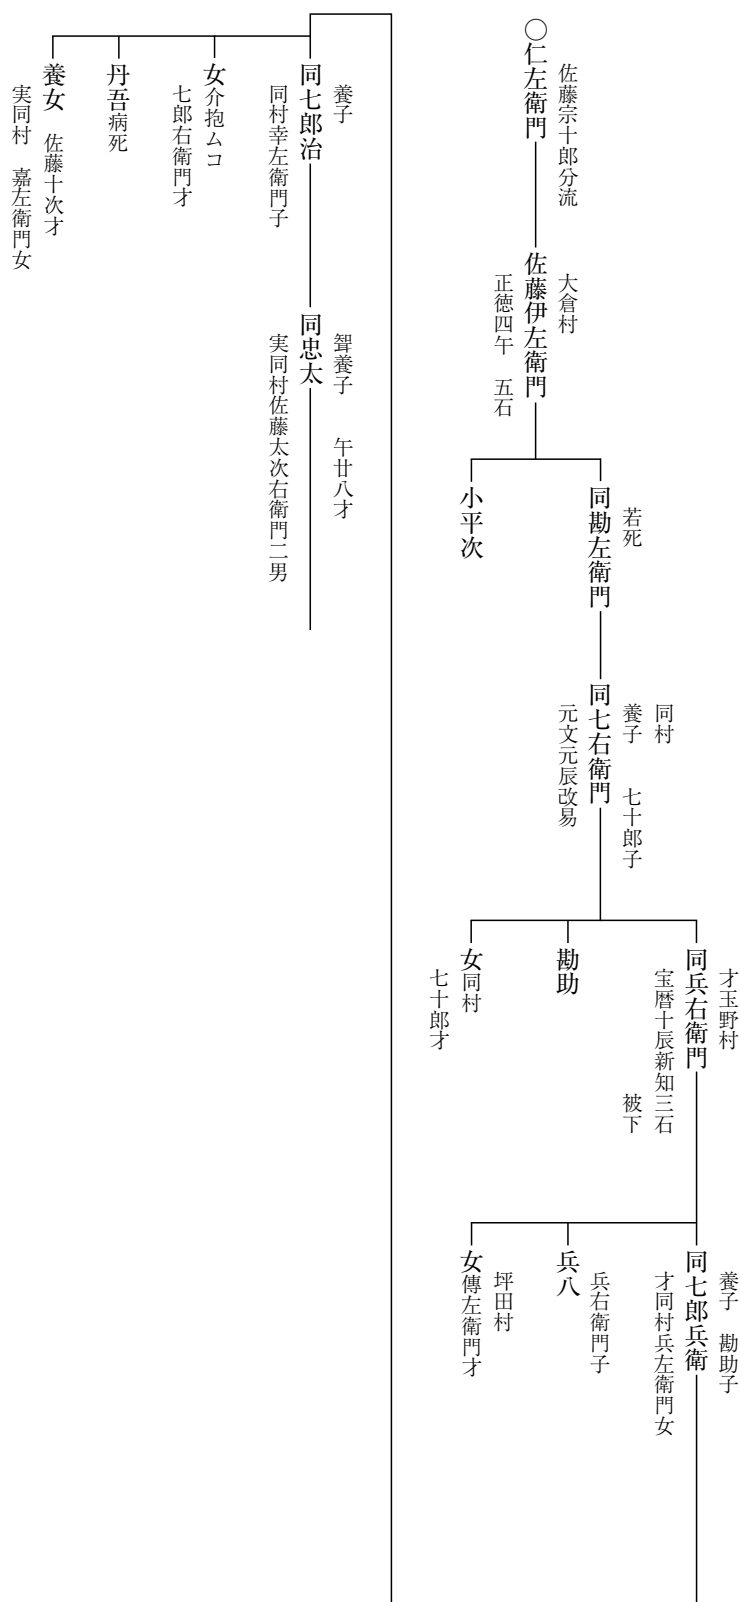 佐藤宗十郎分流
〇仁左衛門
大倉村
佐藤伊左衛門
正徳四午 五石
若死
同勘左衛門
小平次
同村
養子 七十郎子
同七右衛門
元文元辰改易
才玉野村
同兵右衛門
宝暦十辰新知三石
被下
勘助
女同村
七十郎才
養子 勘助子
同七郎兵衛
才同村兵左衛門女
兵八
兵右衛門子
坪田村
女傳左衛門才
養子
同七郎治
同村幸左衛門子
女介抱ムコ
七郎右衛門才
丹吾病死
養女 佐藤十次才
実同村 嘉左衛門女
聟養子 午廿八才
同忠太
実同村佐藤太次右衛門二男